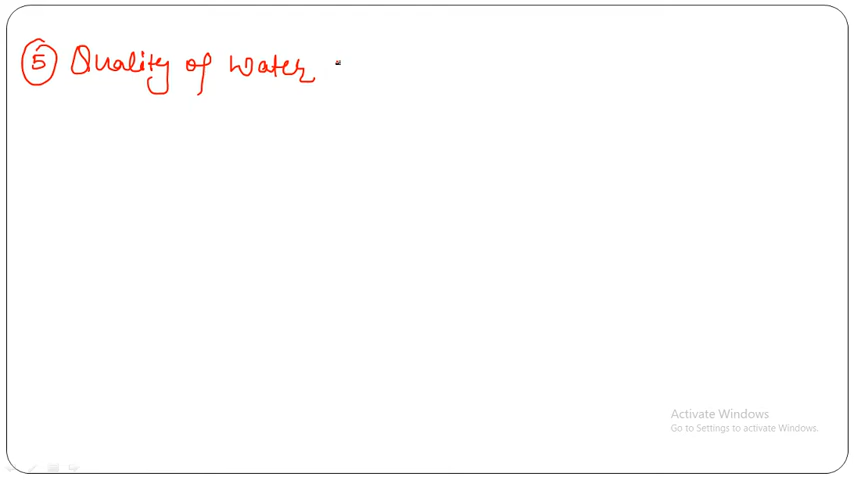 ⑤ Quality of Water
Activate Windows
Go to Settings to activate Windows.